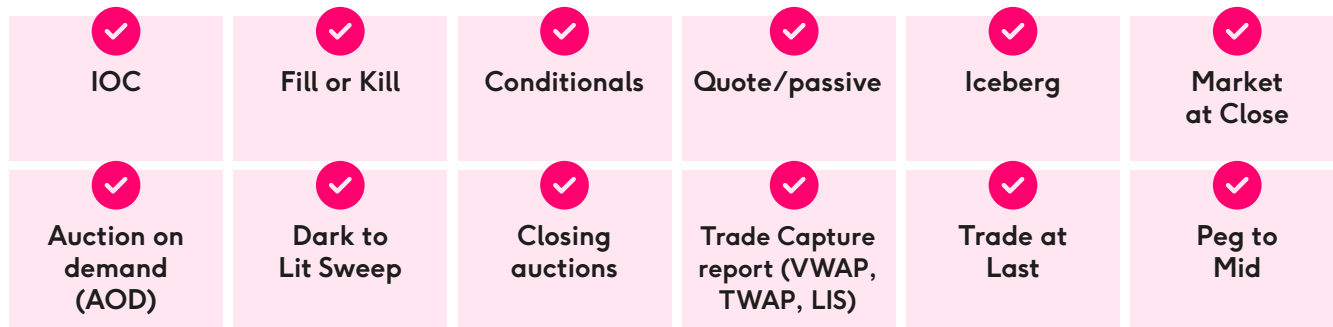 IOC
Fill or Kill
Conditionals
Quote/passive
Iceberg
Market
at Close
Auction on
demand
(AOD)
Dark to
Lit Sweep
Closing
auctions
Trade Capture
report (VWAP,
TWAP, LIS)
Trade at
Last
Peg to
Mid